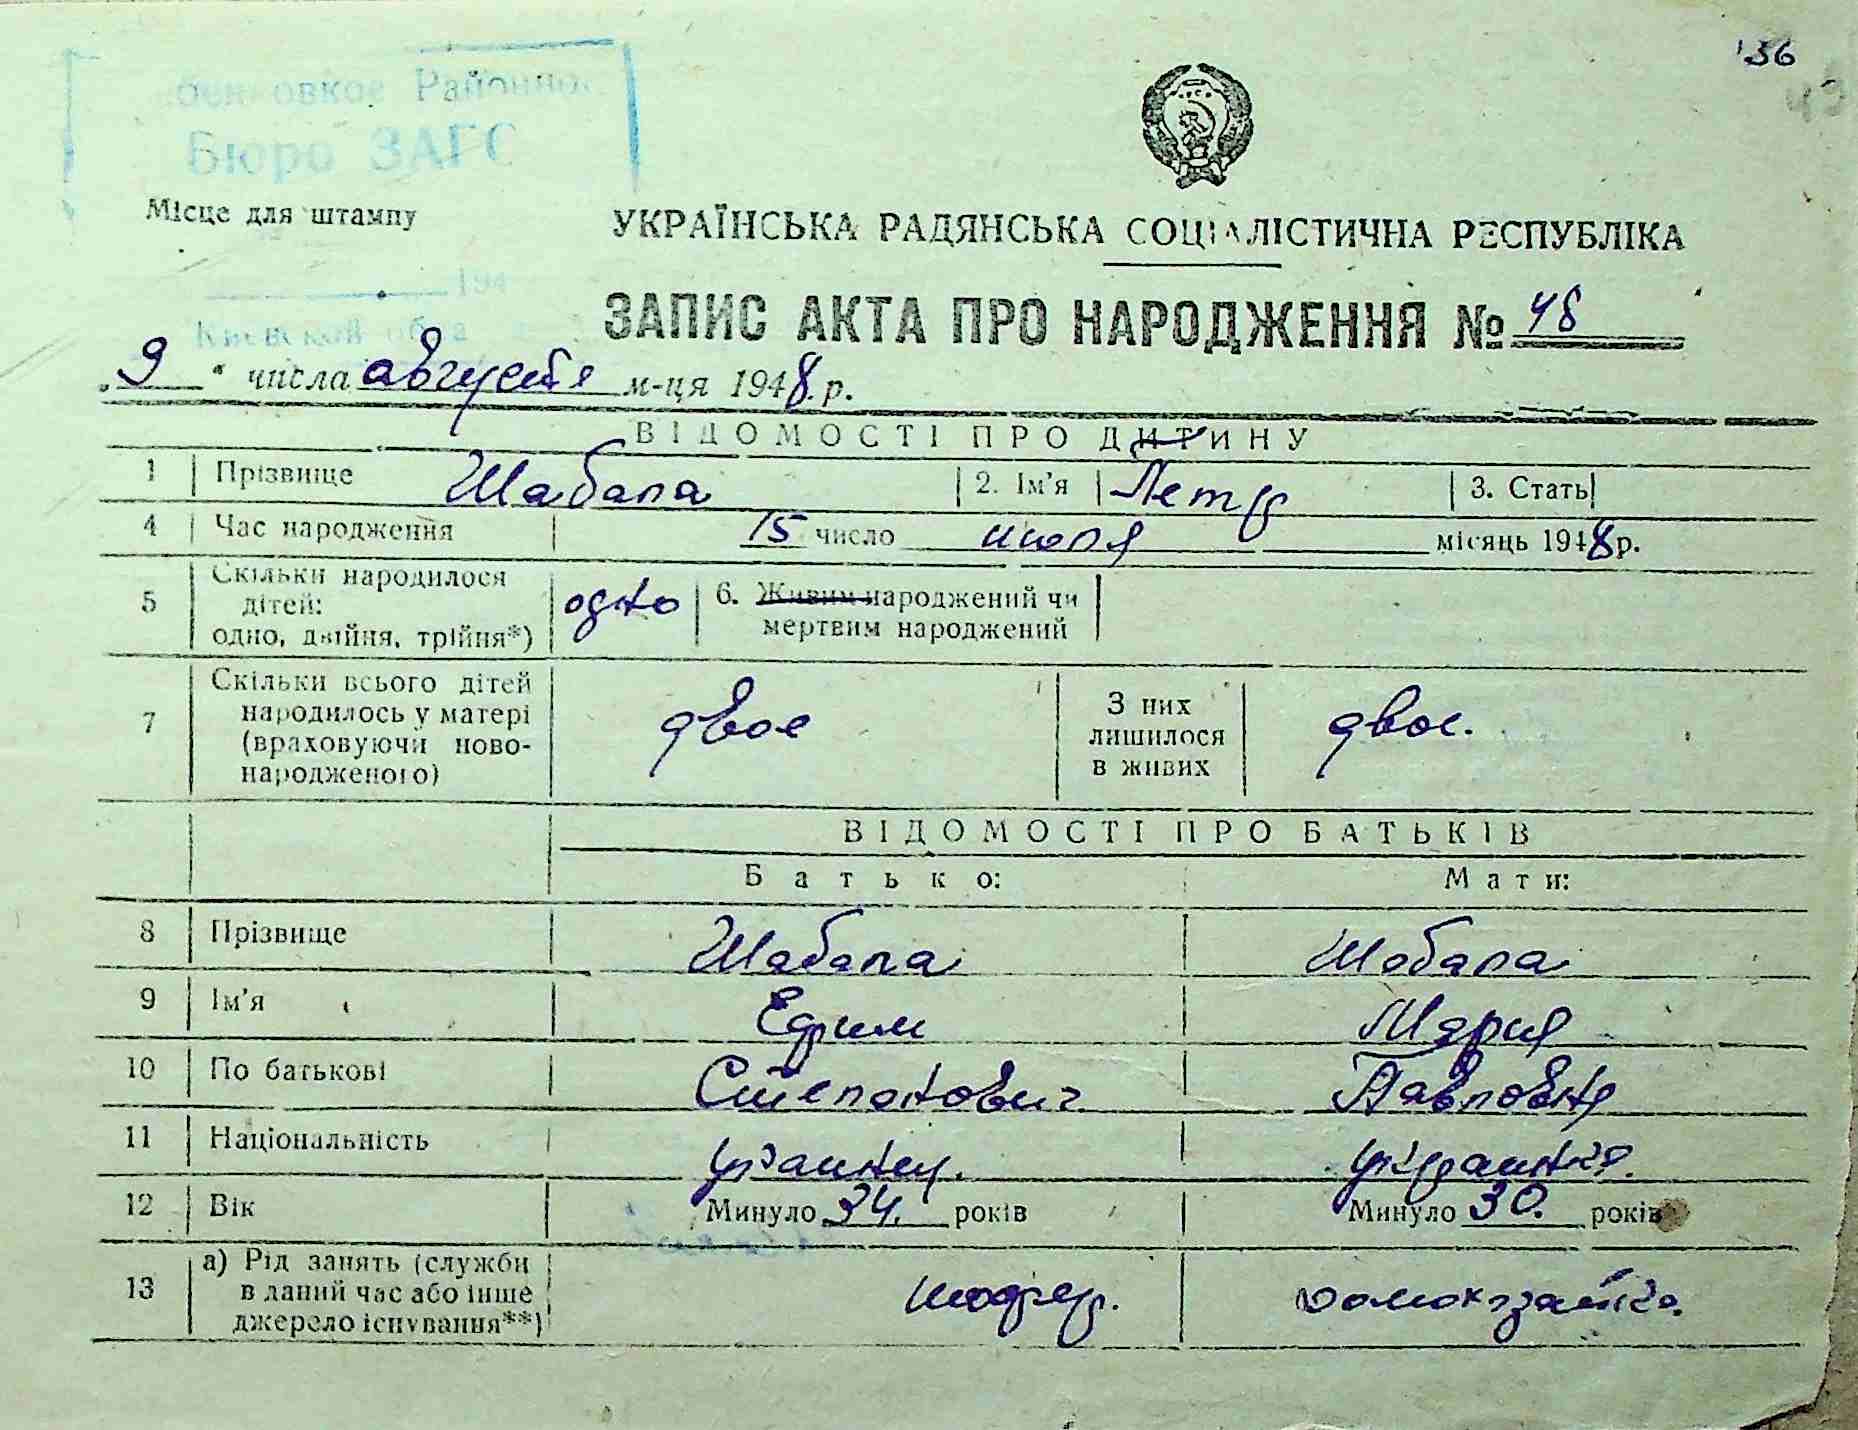 136
Районное
Бюро ЗАГС
Місце для штампу
УКРАЇНСЬКА РАДЯНСЬКА СОЦІАЛІСТИЧНА РЕСПУБЛІКА
194
Киевской обл
ЗАПИС АКТА ПРО НАРОДЖЕННЯ № 48
„9“ числа августа м-ця 1948 р.
ВІДОМОСТІ ПРО ДИТИНУ
1 Прізвище Шабала 2. Ім'я Петр 3. Стать
4 Час народження 15 число июля місяць 1948 р.
5 Скільки народилося дітей: одно, двійня, трійня*) одно 6. Живим народжений чи мертвим народжений
7 Скільки всього дітей народилось у матері (враховуючи новонародженого) двое З них лишилося в живих двое.
ВІДОМОСТІ ПРО БАТЬКІВ
Батько: Мати:
8 Прізвище Шабала Шабала
9 Ім'я Ефрим Мария
10 По батькові Степанович Павловна
11 Національність украинец. украинка.
12 Вік Минуло 34. років Минуло 30. років
13 а) Рід занять (служби в даний час або інше джерело існування**) шофер. домохозяйка.